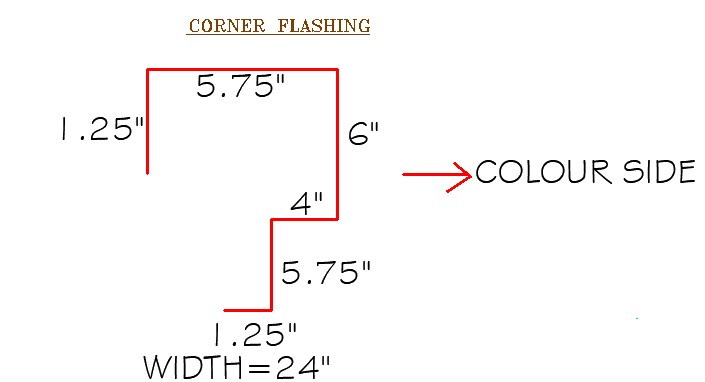 CORNER FLASHING
5.75"
1.25"
6"
COLOUR SIDE
4"
5.75"
1.25"
WIDTH=24"